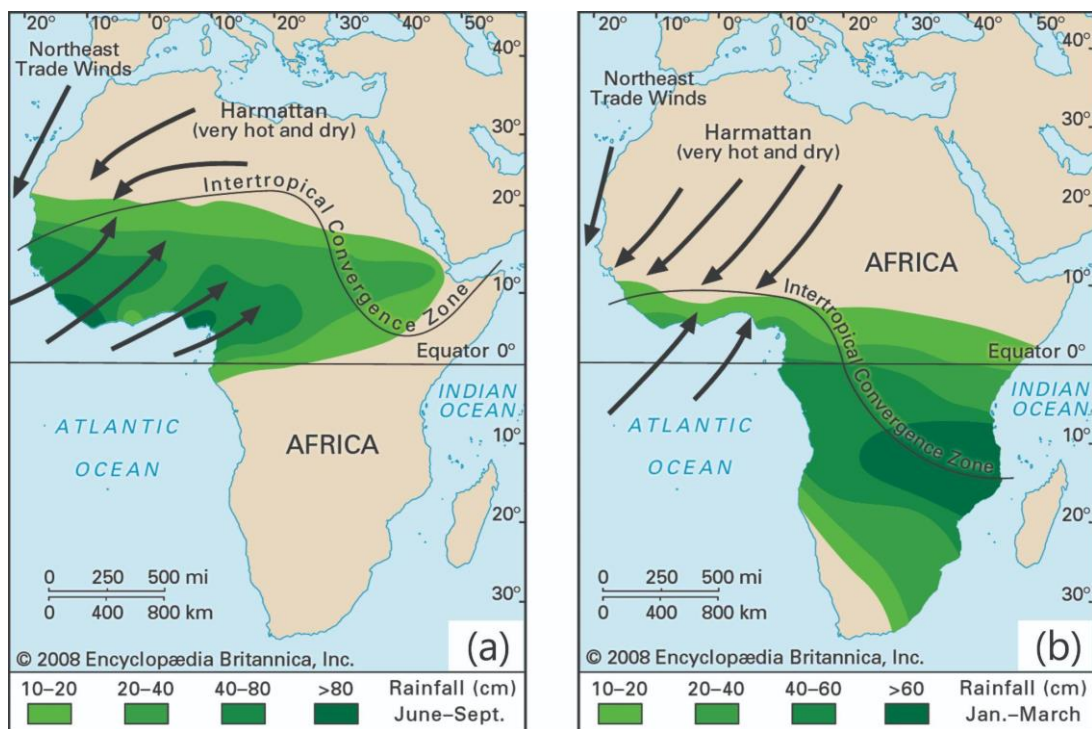 20° 10° 0° 10° 20° 30° 40° 50°
40°
Northeast
Trade Winds
Harmattan
(very hot and dry)
30°
Intertropical Convergence Zone
20°
10°
Equator 0°
INDIAN
OCEAN
ATLANTIC
OCEAN
AFRICA
10°
20°
0 250 500 mi
0 400 800 km
30°
© 2008 Encyclopædia Britannica, Inc.
(a)
10–20 20–40 40–80 >80 Rainfall (cm)
June–Sept.
20° 10° 0° 10° 20° 30° 40° 50°
40°
Northeast
Trade Winds
30°
Harmattan
(very hot and dry)
20°
AFRICA
10°
Intertropical Convergence Zone
Equator 0°
INDIAN
OCEAN
ATLANTIC
OCEAN
10°
20°
0 250 500 mi
0 400 800 km
30°
© 2008 Encyclopædia Britannica, Inc.
(b)
10–20 20–40 40–60 >60 Rainfall (cm)
Jan.–March